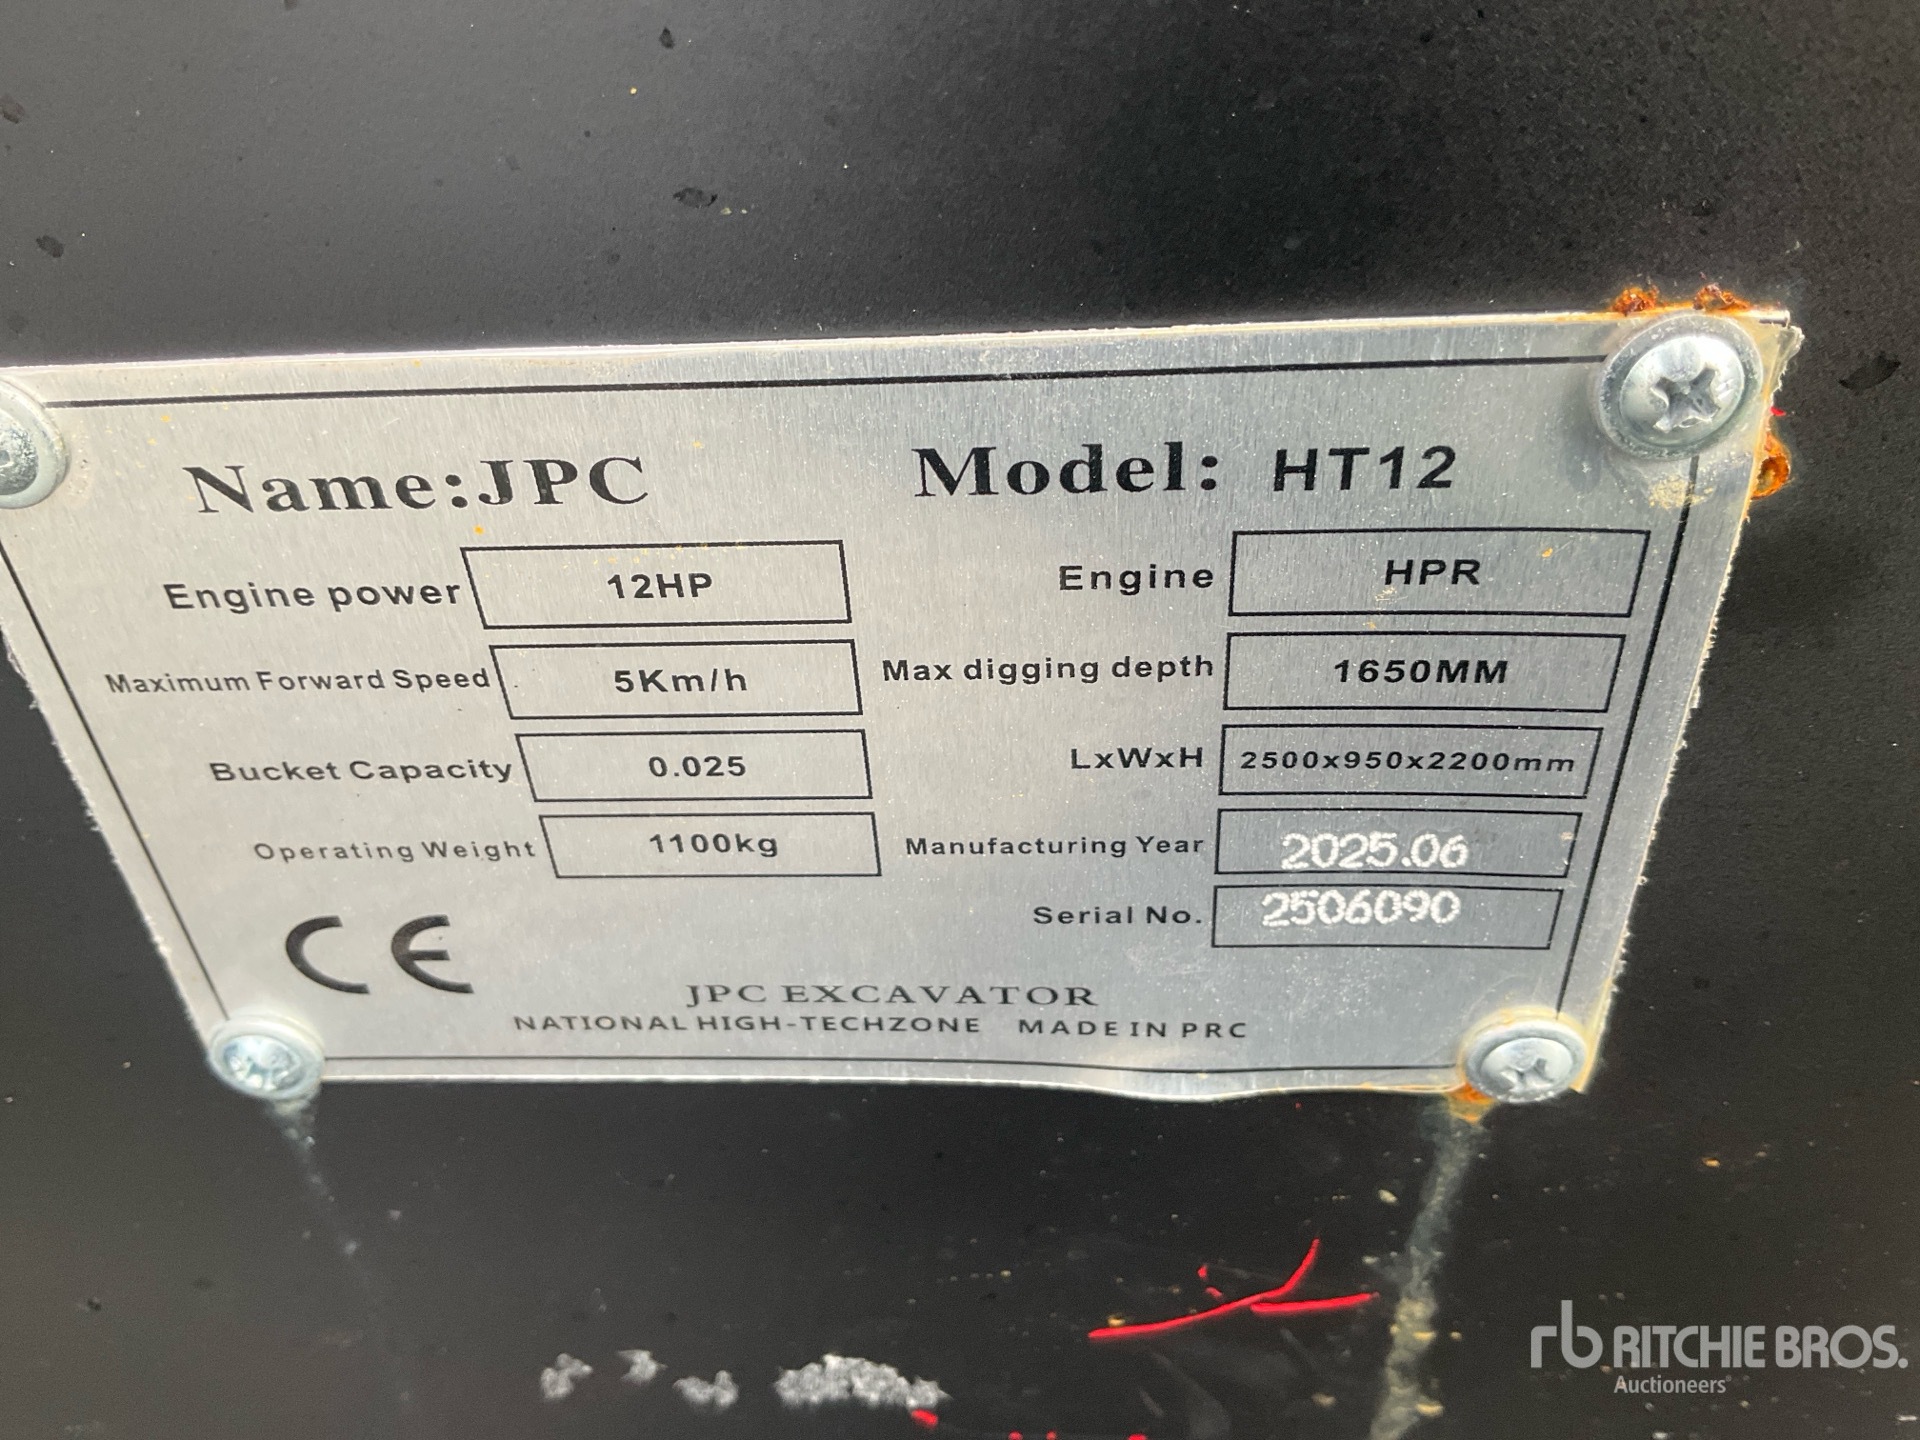 Name:JPC Model: HT12
Engine power 12HP Engine HPR
Maximum Forward Speed 5Km/h Max digging depth 1650MM
Bucket Capacity 0.025 LxWxH 2500x950x2200mm
Operating Weight 1100kg Manufacturing Year 2025.06
Serial No. 2506090
CE
JPC EXCAVATOR
NATIONAL HIGH-TECHZONE MADE IN PRC
rb RITCHIE BROS.
Auctioneers